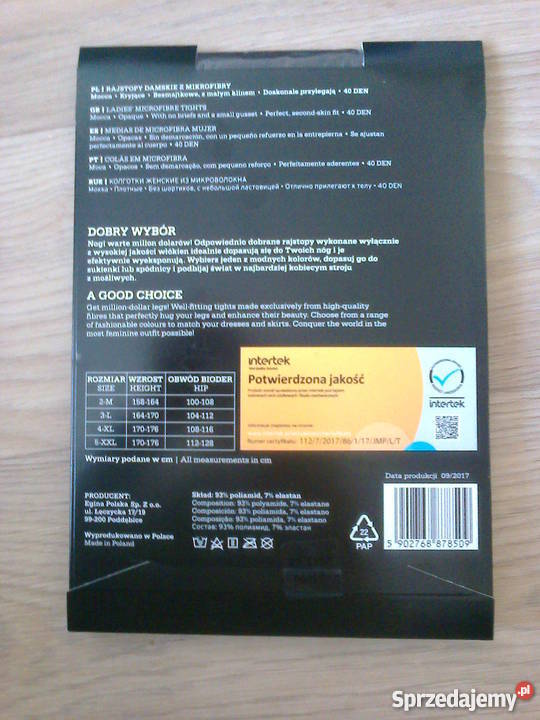 PL | RAJSTOPY DAMSKIE Z MIKROFIBRY
Mocca • Kryjące • Bezmajtkowe, z małym klinem • Doskonale przylegają • 40 DEN
GB | LADIES' MICROFIBRE TIGHTS
Mocca • Opaque • With no briefs and a small gusset • Perfect, second-skin fit • 40 DEN
ES | MEDIAS DE MICROFIBRA MUJER
Mocca • Opacas • Sin demarcación, con un pequeño refuerzo en la entrepierna • Se ajustan
perfectamente al cuerpo • 40 DEN
PT | COLÃS EM MICROFIBRA
Mocca • Opacos • Sem demarcação, com pequeno reforço • Perfeitamente aderentes • 40 DEN
RUS | КОЛГОТКИ ЖЕНСКИЕ ИЗ МИКРОВОЛОКНА
Мокка • Плотные • Без шортиков, с небольшой ластовицей • Отлично прилегают к телу • 40 DEN
DOBRY WYBÓR
Nogi warte milion dolarów! Odpowiednio dobrane rajstopy wykonane wyłącznie
z wysokiej jakości włókien idealnie dopasują się do Twoich nóg i je
efektywnie wyeksponują. Wybierz jeden z modnych kolorów, dopasuj go do
sukienki lub spódnicy i podbijaj świat w najbardziej kobiecym stroju
z możliwych.
A GOOD CHOICE
Get million-dollar legs! Well-fitting tights made exclusively from high-quality
fibres that perfectly hug your legs and enhance their beauty. Choose from a range
of fashionable colours to match your dresses and skirts. Conquer the world in the
most feminine outfit possible!
ROZMIAR SIZE WZROST HEIGHT OBWÓD BIODER HIP
2-M 158-164 100-108
3-L 164-170 104-112
4-XL 170-176 108-116
5-XXL 170-176 112-128
Wymiary podane w cm | All measurements in cm
intertek
Potwierdzona jakość
Numer certyfikatu: 112/7/2017/Bb/1/17/JMP/L/T
intertek
Data produkcji 09/2017
PRODUCENT:
Egina Polska Sp. Z o.o.
ul. Łęczycka 17/19
99-200 Poddębice
Wyprodukowano w Polsce
Made in Poland
Skład: 93% poliamid, 7% elastan
Composition: 93% polyamide, 7% elastane
Composición: 93% poliamida, 7% elastano
Composição: 93% poliamida, 7% elastano
Состав: 93% полиамид, 7% эластан
22
PAP
5 902768 878509
Sprzedajemy.pl